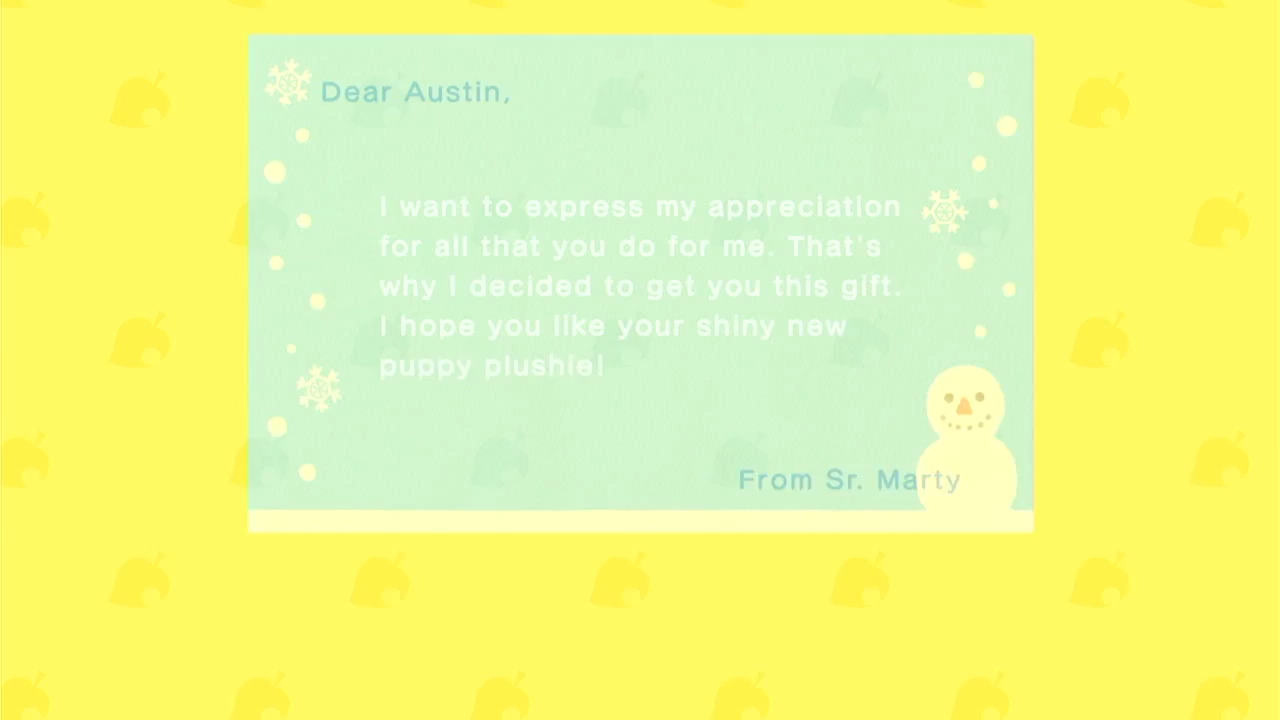 Dear Austin,
I want to express my appreciation
for all that you do for me. That's
why I decided to get you this gift.
I hope you like your shiny new
puppy plushie!
From Sr. Marty